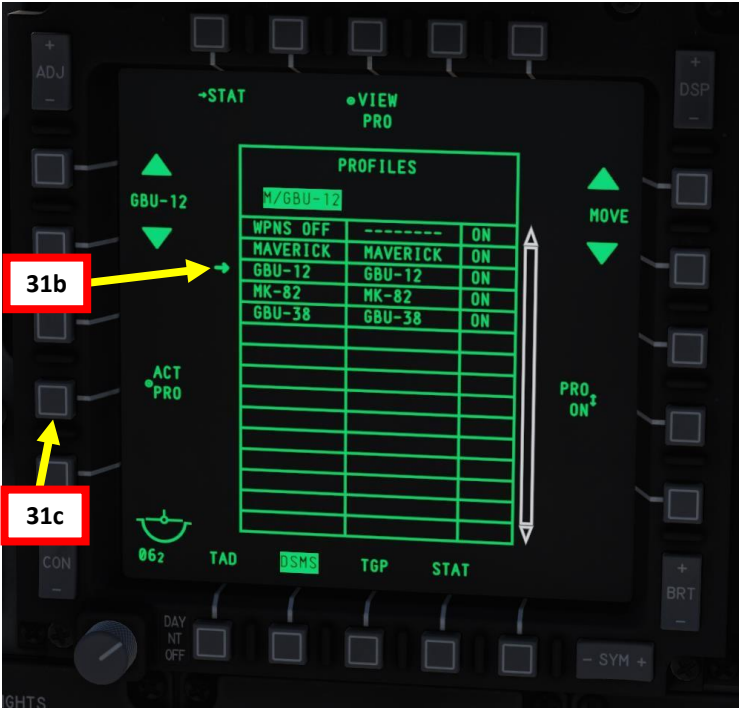 +
ADJ
-
+
DSP
-
→STAT
●VIEW
PRO
PROFILES
M/GBU-12
GBU-12
MOVE
WPNS OFF -------- ON
MAVERICK MAVERICK ON
GBU-12 GBU-12 ON
MK-82 MK-82 ON
GBU-38 GBU-38 ON
31b
ACT
PRO
PRO
ON
31c
062
TAD DSMS TGP STAT
CON
-
+
BRT
-
DAY
NT
OFF
- SYM +
IGHTS